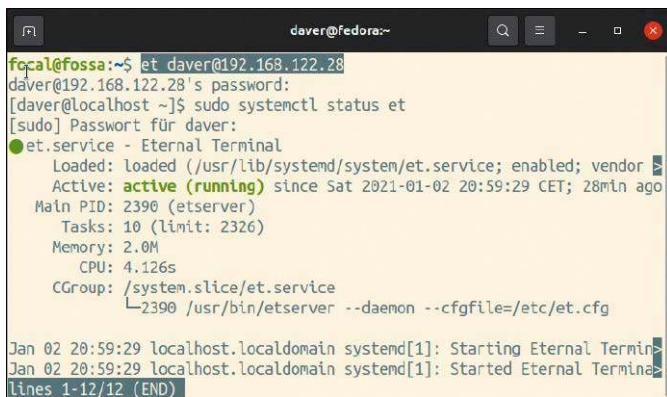 daver@fedora:~
focal@fossa:~$ et daver@192.168.122.28
daver@192.168.122.28's password:
[daver@localhost ~]$ sudo systemctl status et
[sudo] Passwort für daver:
●et.service - Eternal Terminal
Loaded: loaded (/usr/lib/systemd/system/et.service; enabled; vendor >
Active: active (running) since Sat 2021-01-02 20:59:29 CET; 28min ago
Main PID: 2390 (etserver)
Tasks: 10 (limit: 2326)
Memory: 2.0M
CPU: 4.126s
CGroup: /system.slice/et.service
└─2390 /usr/bin/etserver --daemon --cfgfile=/etc/et.cfg
Jan 02 20:59:29 localhost.localdomain systemd[1]: Starting Eternal Termin>
Jan 02 20:59:29 localhost.localdomain systemd[1]: Started Eternal Termina>
lines 1-12/12 (END)